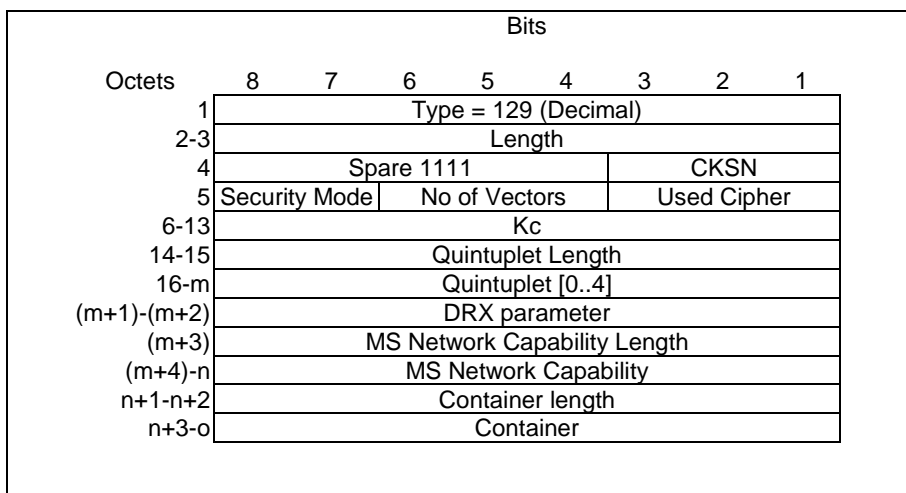 Bits
Octets 8 7 6 5 4 3 2 1
1 Type = 129 (Decimal)
2-3 Length
4 Spare 1111 CKSN
5 Security Mode No of Vectors Used Cipher
6-13 Kc
14-15 Quintuplet Length
16-m Quintuplet [0..4]
(m+1)-(m+2) DRX parameter
(m+3) MS Network Capability Length
(m+4)-n MS Network Capability
n+1-n+2 Container length
n+3-o Container